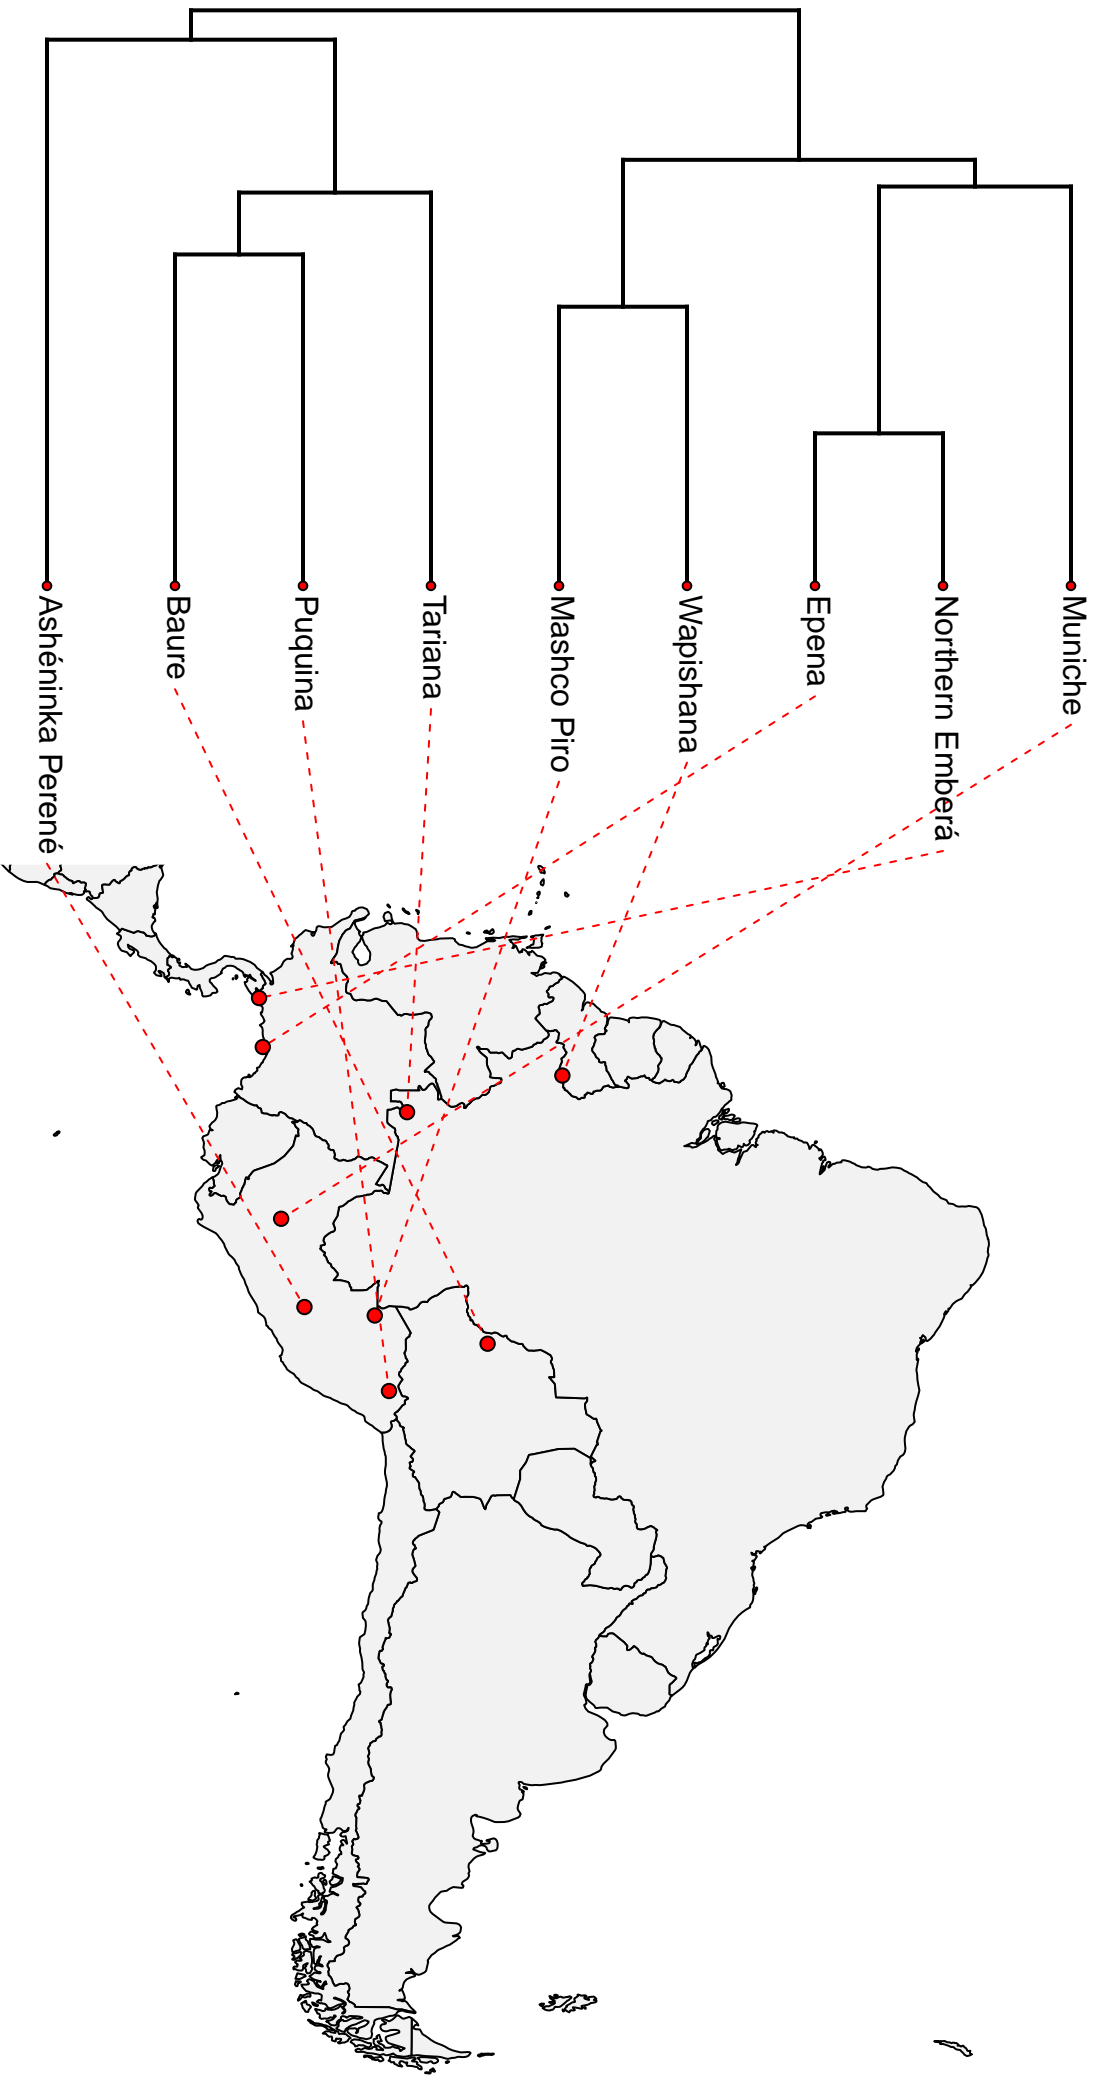 Ashéninka Perené
Baure
Puquina
Tariana
Mashco Piro
Wapishana
Epena
Northern Emberá
Muniche